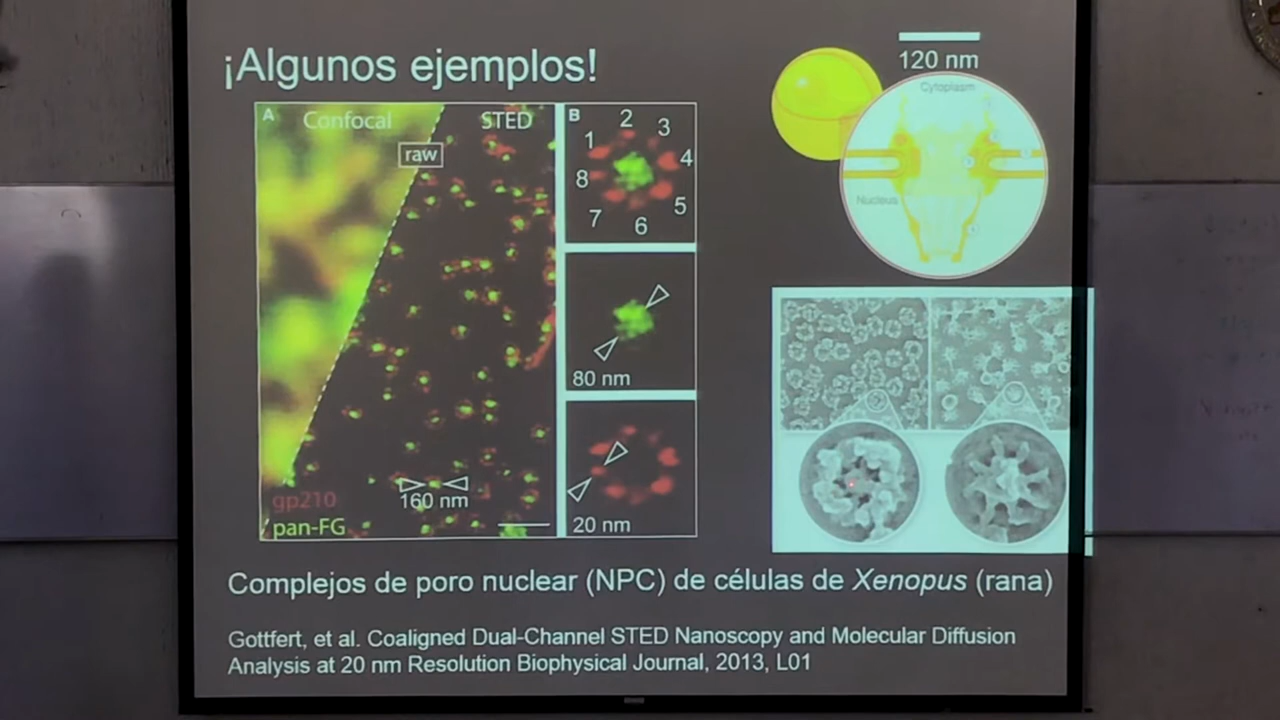 ¡Algunos ejemplos!
A
Confocal
STED
raw
gp210
pan-FG
160 nm
B
1
2
3
4
5
6
7
8
80 nm
20 nm
120 nm
Cytoplasm
Nucleus
Complejos de poro nuclear (NPC) de células de Xenopus (rana)
Gottfert, et al. Coaligned Dual-Channel STED Nanoscopy and Molecular Diffusion
Analysis at 20 nm Resolution Biophysical Journal, 2013, L01